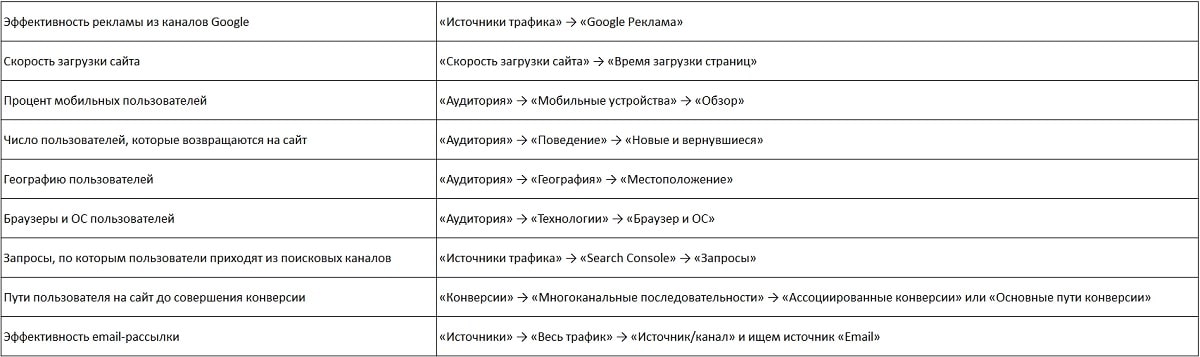 Эффективность рекламы из каналов Google «Источники трафика» → «Google Реклама»
Скорость загрузки сайта «Скорость загрузки сайта» → «Время загрузки страниц»
Процент мобильных пользователей «Аудитория» → «Мобильные устройства» → «Обзор»
Число пользователей, которые возвращаются на сайт «Аудитория» → «Поведение» → «Новые и вернувшиеся»
Географию пользователей «Аудитория» → «География» → «Местоположение»
Браузеры и ОС пользователей «Аудитория» → «Технологии» → «Браузер и ОС»
Запросы, по которым пользователи приходят из поисковых каналов «Источники трафика» → «Search Console» → «Запросы»
Пути пользователя на сайт до совершения конверсии «Конверсии» → «Многоканальные последовательности» → «Ассоциированные конверсии» или «Основные пути конверсии»
Эффективность email-рассылки «Источники» → «Весь трафик» → «Источник/канал» и ищем источник «Email»